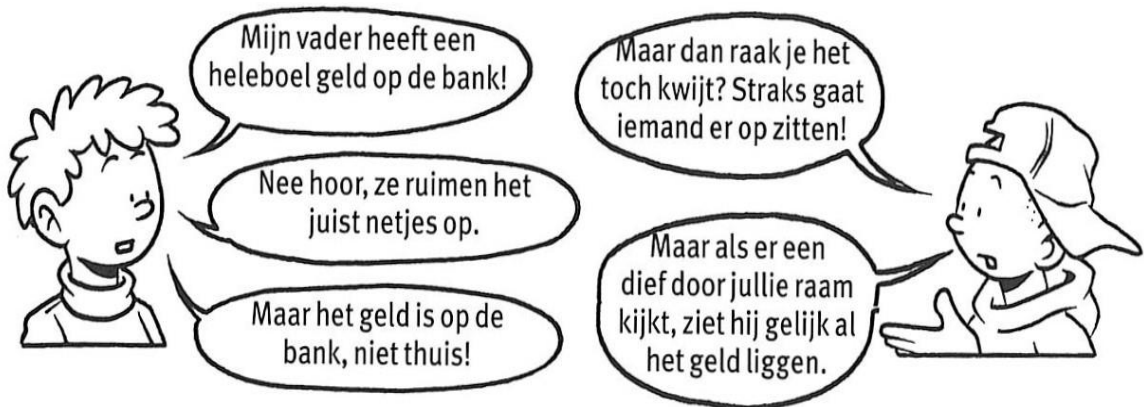 Mijn vader heeft een
heleboel geld op de bank!
Maar dan raak je het
toch kwijt? Straks gaat
iemand er op zitten!
Nee hoor, ze ruimen het
juist netjes op.
Maar als er een
dief door jullie raam
kijkt, ziet hij gelijk al
het geld liggen.
Maar het geld is op de
bank, niet thuis!